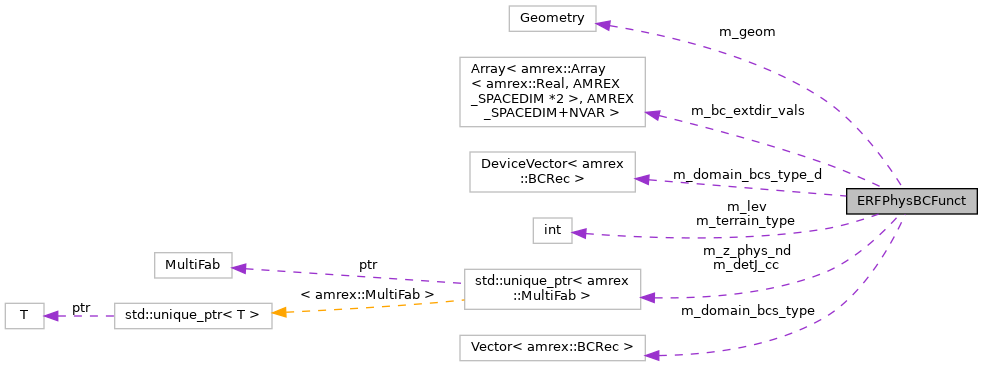 Geometry
m_geom
Array< amrex::Array
< amrex::Real, AMREX
_SPACEDIM *2 >, AMREX
_SPACEDIM+NVAR >
m_bc_extdir_vals
DeviceVector< amrex
::BCRec >
m_domain_bcs_type_d
ERFPhysBCFunct
int
m_lev
m_terrain_type
MultiFab
ptr
std::unique_ptr< amrex
::MultiFab >
m_z_phys_nd
m_detJ_cc
T
ptr
std::unique_ptr< T >
< amrex::MultiFab >
Vector< amrex::BCRec >
m_domain_bcs_type